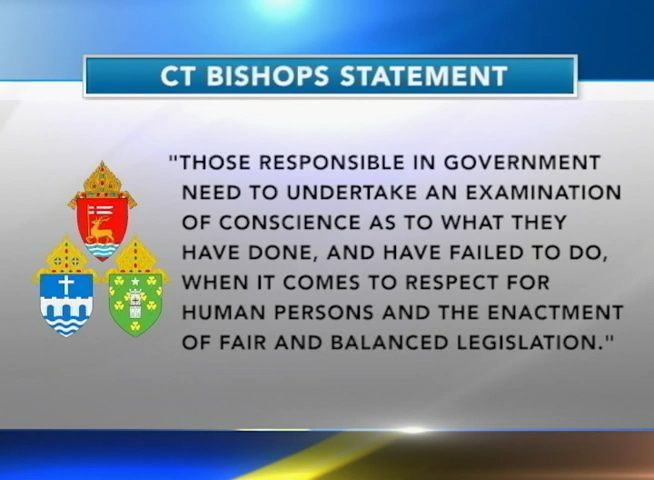 CT BISHOPS STATEMENT
"THOSE RESPONSIBLE IN GOVERNMENT
NEED TO UNDERTAKE AN EXAMINATION
OF CONSCIENCE AS TO WHAT THEY
HAVE DONE, AND HAVE FAILED TO DO,
WHEN IT COMES TO RESPECT FOR
HUMAN PERSONS AND THE ENACTMENT
OF FAIR AND BALANCED LEGISLATION."